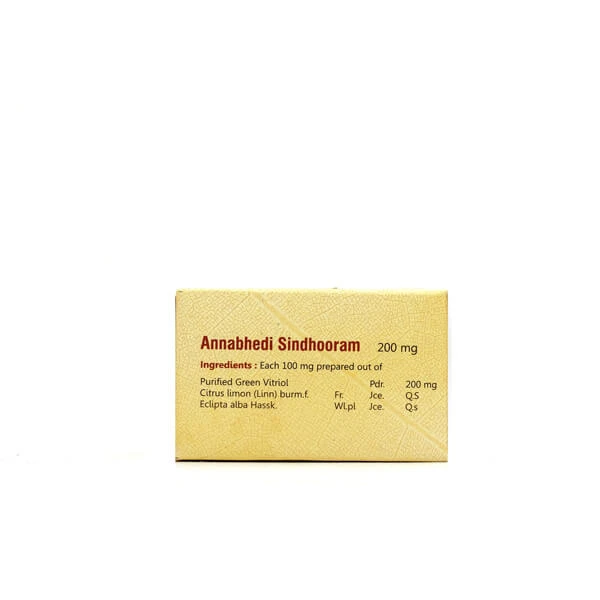 Annabhedi Sindhooram 200 mg
Ingredients : Each 100 mg prepared out of
Purified Green Vitriol Pdr. 200 mg
Citrus limon (Linn) burm.f. Fr. Jce. Q.S
Eclipta alba Hassk. Wl.pl Jce. Q.s